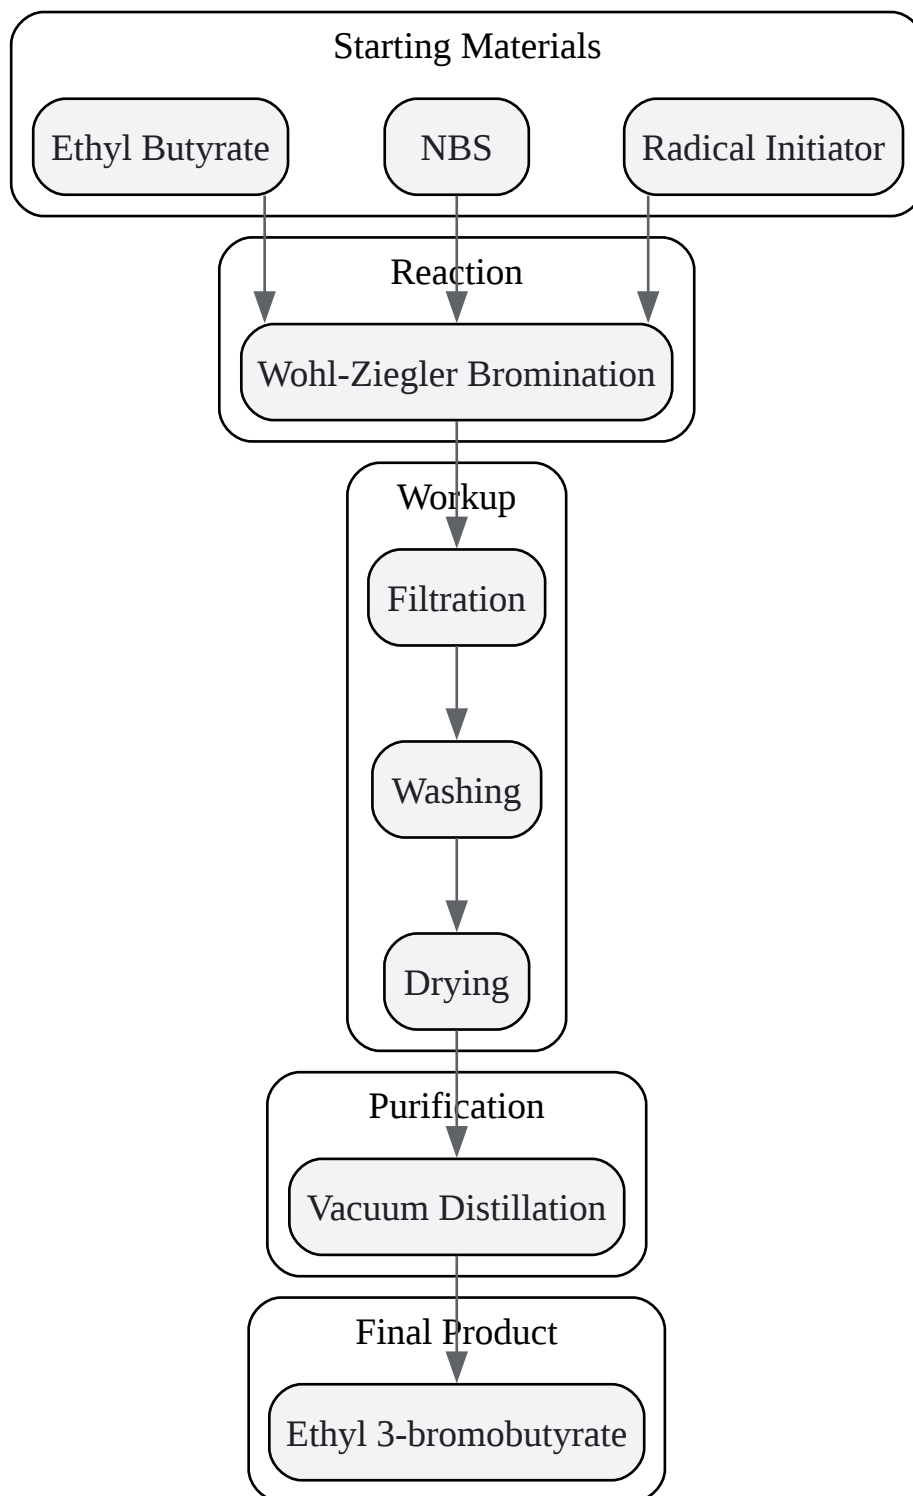 Starting Materials
Ethyl Butyrate
NBS
Radical Initiator
Reaction
Wohl-Ziegler Bromination
Workup
Filtration
Washing
Drying
Purification
Vacuum Distillation
Final Product
Ethyl 3-bromobutyrate